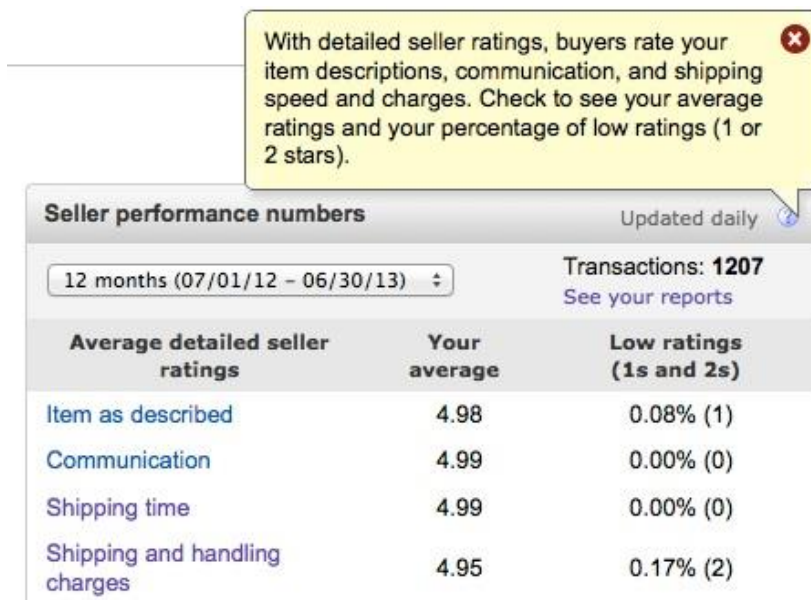 With detailed seller ratings, buyers rate your
item descriptions, communication, and shipping
speed and charges. Check to see your average
ratings and your percentage of low ratings (1 or
2 stars).
Seller performance numbers Updated daily ?
12 months (07/01/12 - 06/30/13) Transactions: 1207
See your reports
Average detailed seller Your Low ratings
ratings average (1s and 2s)
Item as described 4.98 0.08% (1)
Communication 4.99 0.00% (0)
Shipping time 4.99 0.00% (0)
Shipping and handling
charges 4.95 0.17% (2)